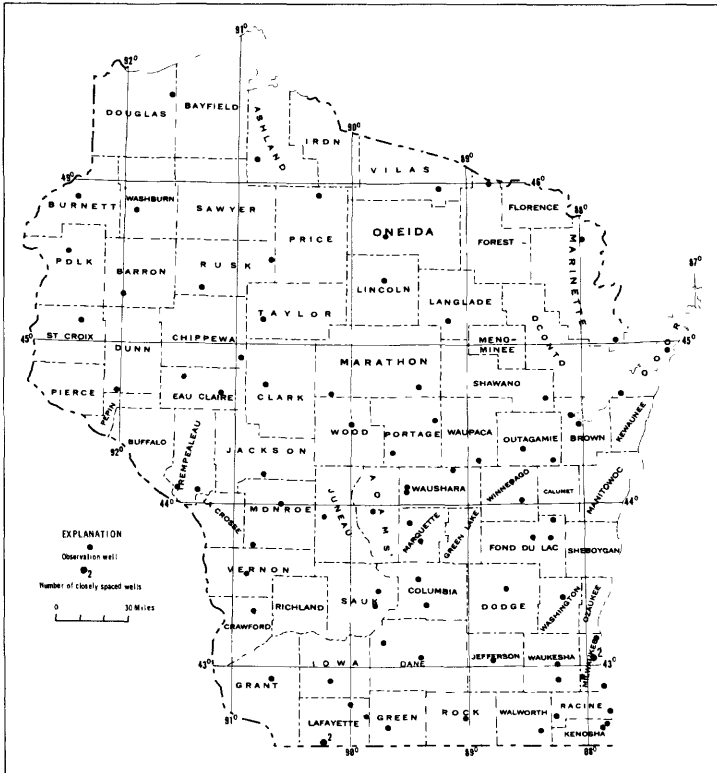 91°
92°
90°
DOUGLAS
BAYFIELD
ASHLAND
IRON
VILAS
89°
49°
46°
88°
BURNETT
WASHBURN
SAWYER
FLORENCE
PRICE
ONEIDA
FOREST
MARINETTE
POLK
BARRON
RUSK
87°
LINCOLN
LANGLADE
TAYLOR
OCONTO
DOOR
ST CROIX
45°
DUNN
CHIPPEWA
MENO-
MINEE
45°
MARATHON
SHAWANO
PIERCE
PEPIN
EAU CLAIRE
CLARK
KEWAUNEE
92°
BUFFALO
TREMPEALEAU
WOOD
PORTAGE
WAUPACA
OUTAGAMIE
BROWN
JACKSON
ADAMS
WAUSHARA
WINNEBAGO
CALUMET
MANITOWOC
44°
LA CROSSE
MONROE
JUNEAU
MARQUETTE
GREEN LAKE
44°
FOND DU LAC
SHEBOYGAN
EXPLANATION
Observation well
2
Number of closely spaced wells
0 30 Miles
VERNON
RICHLAND
SAUK
COLUMBIA
DODGE
WASHINGTON
OZAUKEE
CRAWFORD
43°
IOWA
DANE
JEFFERSON
WAUKESHA
MILWAUKEE
2
43°
GRANT
91°
LAFAYETTE
2
GREEN
ROCK
WALWORTH
RACINE
KENOSHA
90°
89°
88°